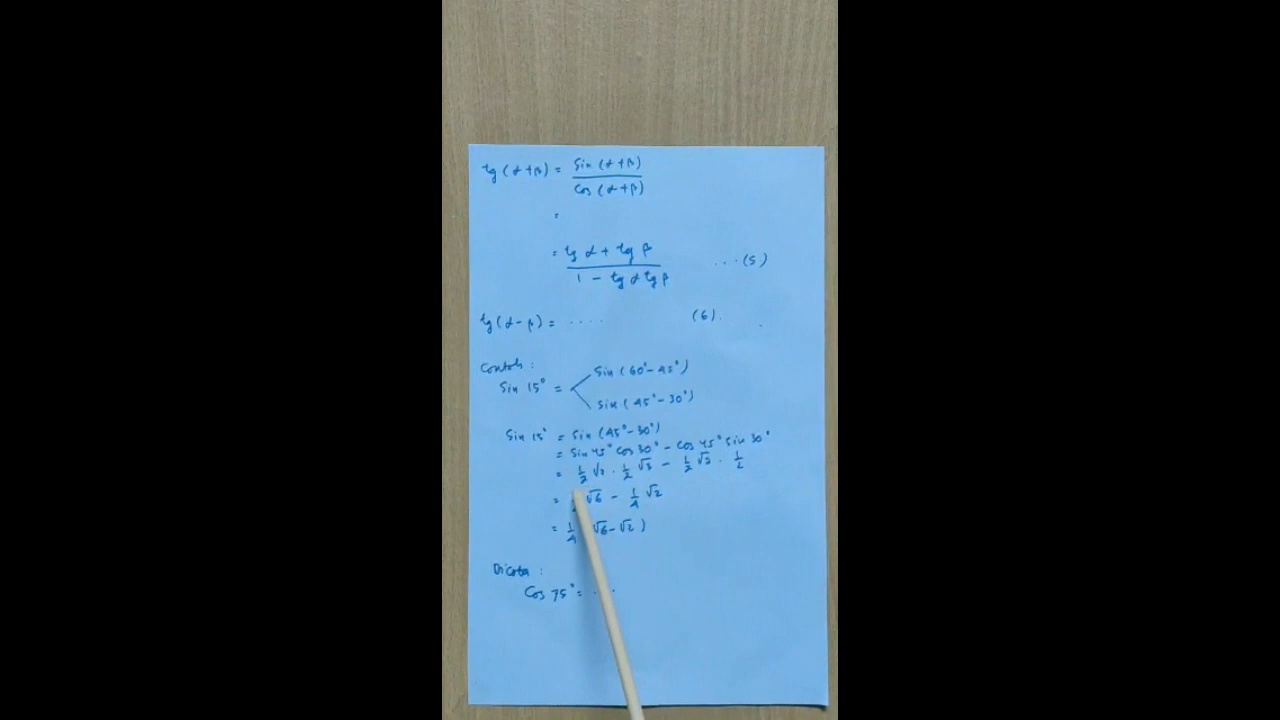 tg (α+β) = sin (α+β) / cos (α+β)
=
= tg α + tg β / 1 - tg α tg β ...(5)
tg (α-β) = .... (6).
Contoh :
Sin 15° = Sin (60°-45°)
Sin (45°-30°)
Sin 15° = Sin (45°-30°)
= Sin 45° Cos 30° - Cos 45° Sin 30°
= 1/2 √2 . 1/2 √3 - 1/2 √2 . 1/2
= √6 - 1/4 √2
= 1/4 √6-√2)
Dicoba :
Cos 75° = ....